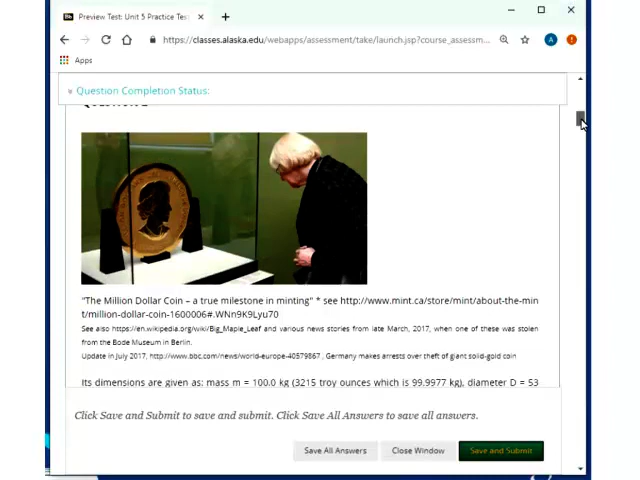 Preview Test: Unit 5 Practice Tes
https://classes.alaska.edu/webapps/assessment/take/launch.jsp?course_assessm...
A
Apps
Question Completion Status:
"The Million Dollar Coin – a true milestone in minting" * see http://www.mint.ca/store/mint/about-the-min
t/million-dollar-coin-1600006#.WNn9K9Lyu70
See also https://en.wikipedia.org/wiki/Big_Maple_Leaf and various news stories from late March, 2017, when one of these was stolen
from the Bode Museum in Berlin.
Update in July 2017, http://www.bbc.com/news/world-europe-40579867 , Germany makes arrests over theft of giant solid-gold coin
Its dimensions are given as: mass m = 100.0 kg (3215 troy ounces which is 99.9977 kg), diameter D = 53
Click Save and Submit to save and submit. Click Save All Answers to save all answers.
Save All Answers
Close Window
Save and Submit